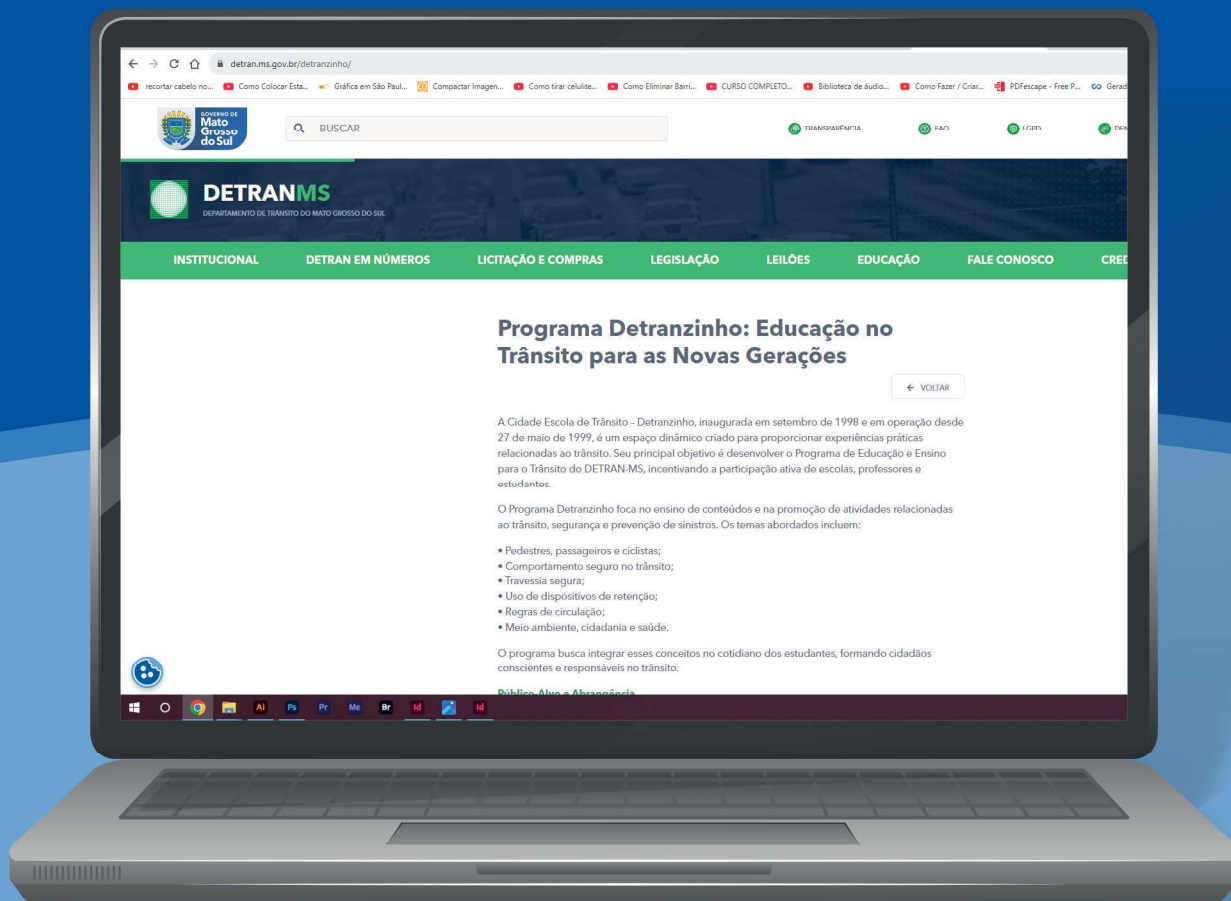 detran.ms.gov.br/detranzinho/
recortar cabelo no... Como Colocar Esta... Gráfica em São Paul... Compactar Imagen... Como tirar celulite... Como Eliminar Barri... CURSO COMPLETO... Biblioteca de áudio... Como Fazer / Criar... PDFescape - Free P... Gerad
GOVERNO DE
Mato
Grosso
do Sul
BUSCAR
TRANSPARÊNCIA FAQ LGPD
DETRANMS
DEPARTAMENTO DE TRÂNSITO DO MATO GROSSO DO SUL
INSTITUCIONAL DETRAN EM NÚMEROS LICITAÇÃO E COMPRAS LEGISLAÇÃO LEILÕES EDUCAÇÃO FALE CONOSCO CRED
Programa Detranzinho: Educação no
Trânsito para as Novas Gerações
← VOLTAR
A Cidade Escola de Trânsito – Detranzinho, inaugurada em setembro de 1998 e em operação desde
27 de maio de 1999, é um espaço dinâmico criado para proporcionar experiências práticas
relacionadas ao trânsito. Seu principal objetivo é desenvolver o Programa de Educação e Ensino
para o Trânsito do DETRAN-MS, incentivando a participação ativa de escolas, professores e
estudantes.
O Programa Detranzinho foca no ensino de conteúdos e na promoção de atividades relacionadas
ao trânsito, segurança e prevenção de sinistros. Os temas abordados incluem:
• Pedestres, passageiros e ciclistas;
• Comportamento seguro no trânsito;
• Travessia segura;
• Uso de dispositivos de retenção;
• Regras de circulação;
• Meio ambiente, cidadania e saúde.
O programa busca integrar esses conceitos no cotidiano dos estudantes, formando cidadãos
conscientes e responsáveis no trânsito.
Público-Alvo e Abrangência
Ai Ps Pr Me Br Id Id